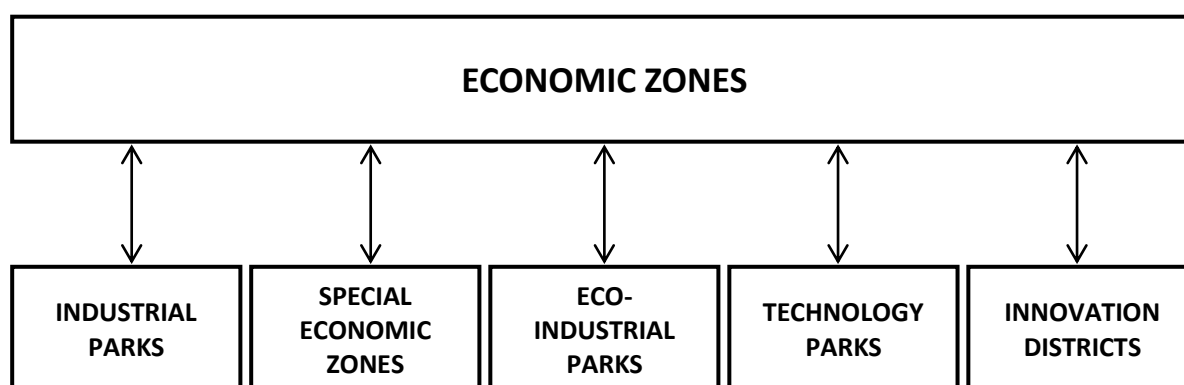 ECONOMIC ZONES
INDUSTRIAL
PARKS
SPECIAL
ECONOMIC
ZONES
ECO-
INDUSTRIAL
PARKS
TECHNOLOGY
PARKS
INNOVATION
DISTRICTS